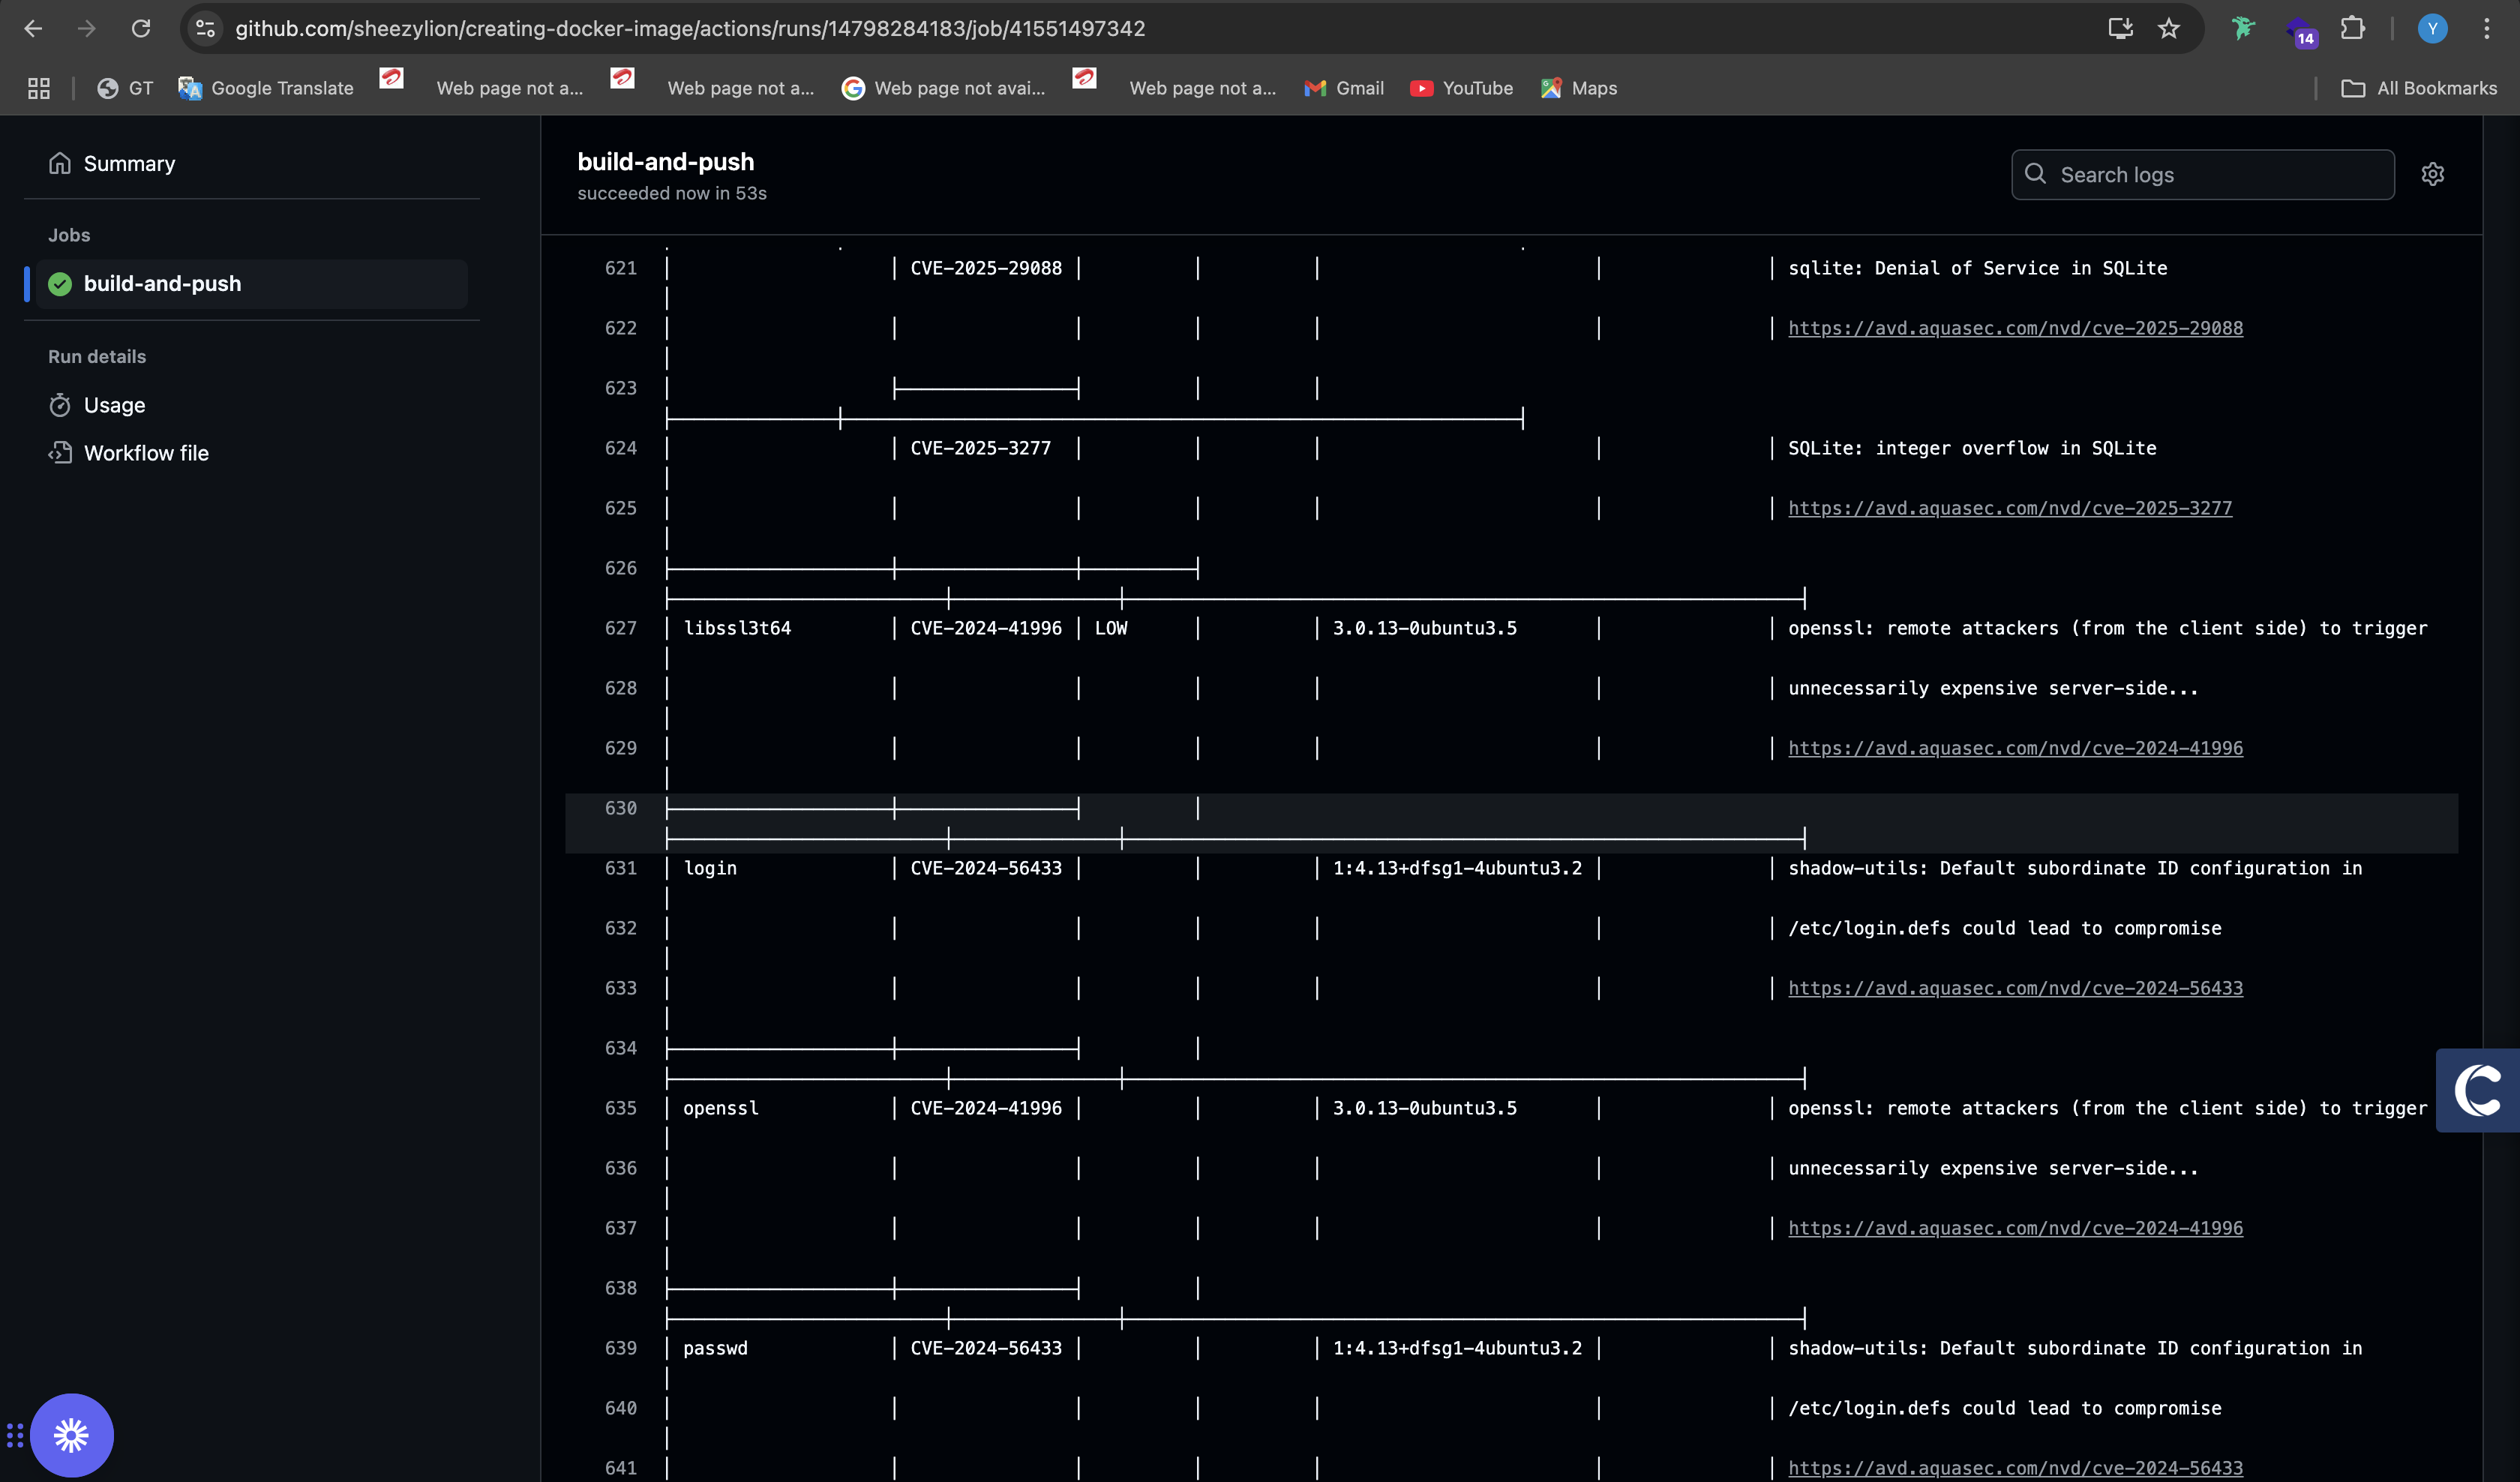 github.com/sheezylion/creating-docker-image/actions/runs/14798284183/job/41551497342
14
Y
GT
Google Translate
Web page not a...
Web page not a...
Web page not avai...
Web page not a...
Gmail
YouTube
Maps
All Bookmarks
Summary
Jobs
build-and-push
Run details
Usage
Workflow file
build-and-push
succeeded now in 53s
Search logs
621 CVE-2025-29088 sqlite: Denial of Service in SQLite
622 https://avd.aquasec.com/nvd/cve-2025-29088
623
624 CVE-2025-3277 SQLite: integer overflow in SQLite
625 https://avd.aquasec.com/nvd/cve-2025-3277
626
627 libssl3t64 CVE-2024-41996 LOW 3.0.13-0ubuntu3.5 openssl: remote attackers (from the client side) to trigger
628 unnecessarily expensive server-side...
629 https://avd.aquasec.com/nvd/cve-2024-41996
630
631 login CVE-2024-56433 1:4.13+dfsg1-4ubuntu3.2 shadow-utils: Default subordinate ID configuration in
632 /etc/login.defs could lead to compromise
633 https://avd.aquasec.com/nvd/cve-2024-56433
634
635 openssl CVE-2024-41996 3.0.13-0ubuntu3.5 openssl: remote attackers (from the client side) to trigger
636 unnecessarily expensive server-side...
637 https://avd.aquasec.com/nvd/cve-2024-41996
638
639 passwd CVE-2024-56433 1:4.13+dfsg1-4ubuntu3.2 shadow-utils: Default subordinate ID configuration in
640 /etc/login.defs could lead to compromise
641 https://avd.aquasec.com/nvd/cve-2024-56433